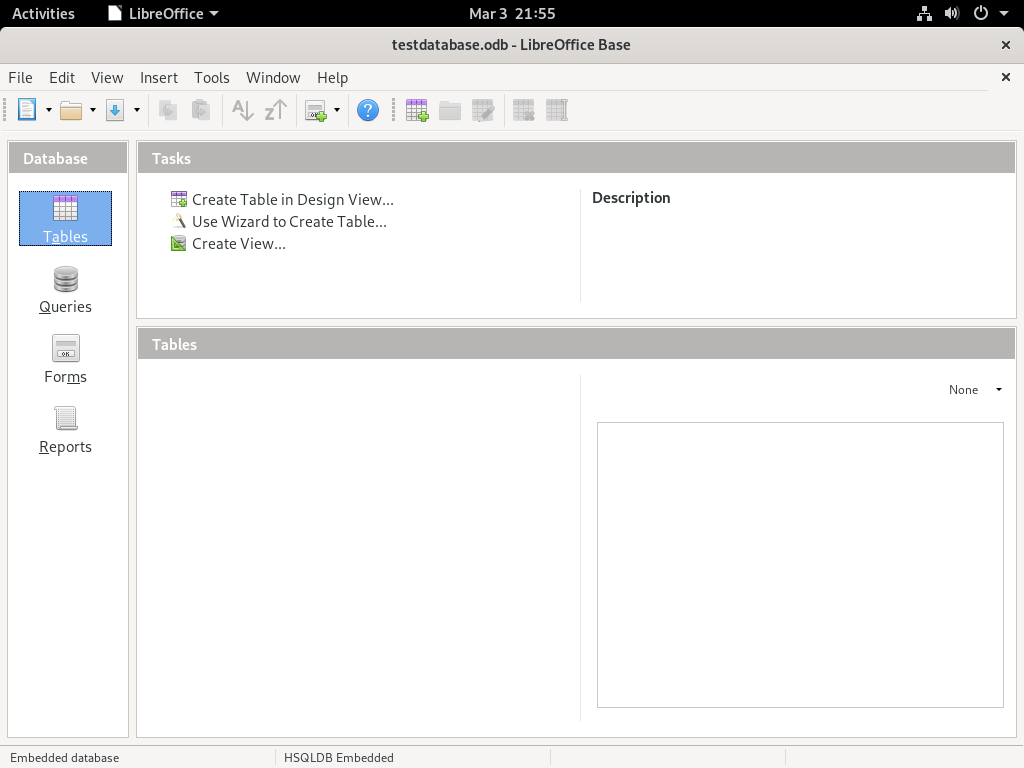 Activities LibreOffice Mar 3 21:55
testdatabase.odb - LibreOffice Base
File Edit View Insert Tools Window Help
Database
Tables
Queries
Forms
Reports
Tasks
Create Table in Design View...
Use Wizard to Create Table...
Create View...
Description
Tables
None
Embedded database HSQLDB Embedded